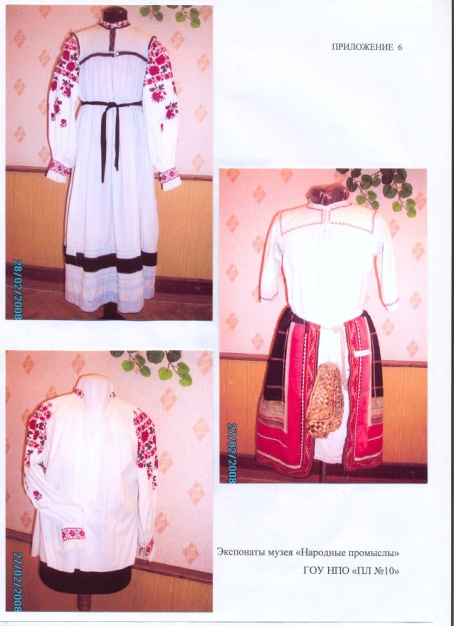 ПРИЛОЖЕНИЕ 6
28/02/2008
27/02/2008
27/02/2008
Экспонаты музея «Народные промыслы»
ГОУ НПО «ПЛ №10»